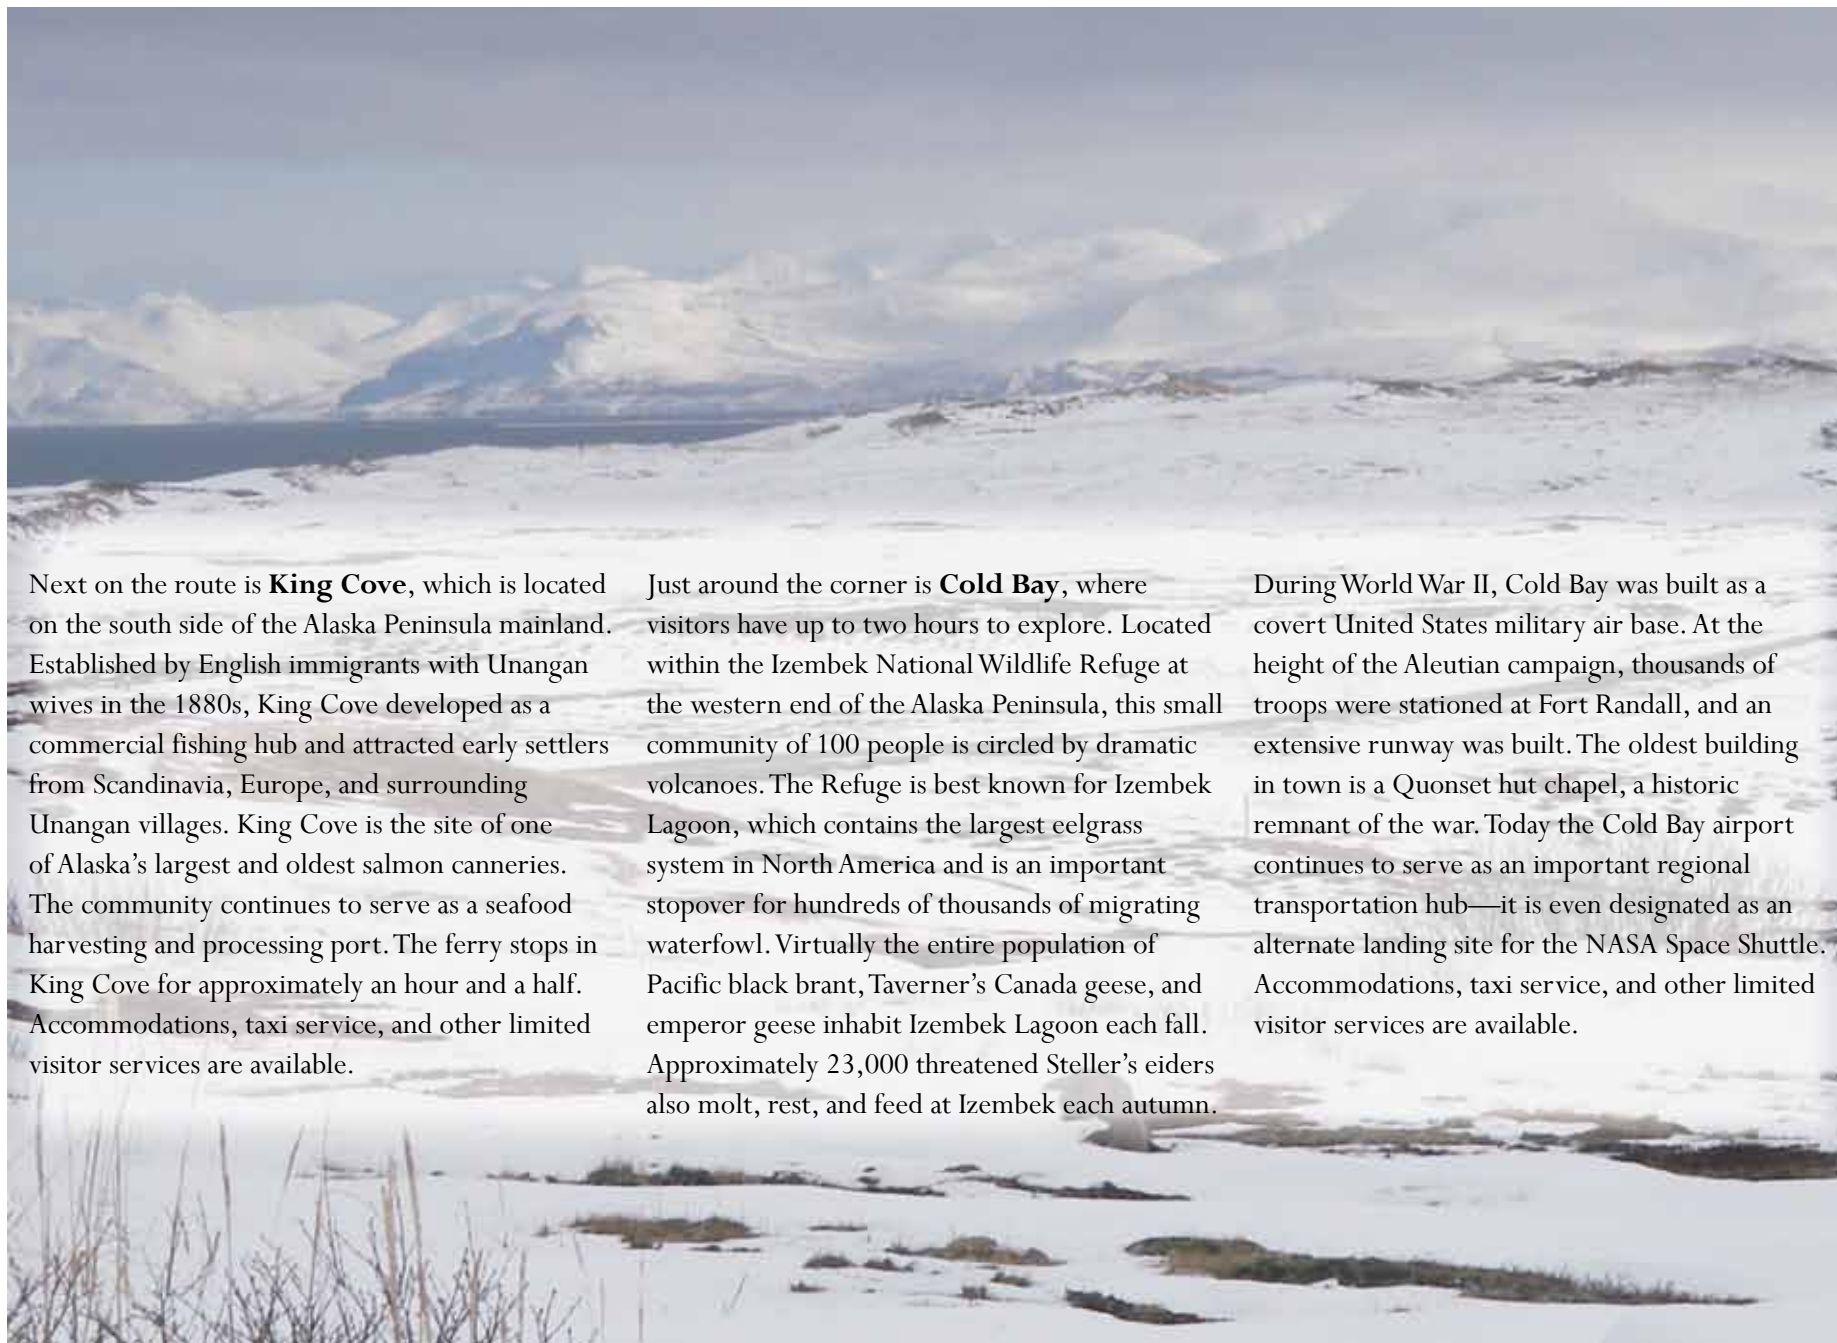 Next on the route is King Cove, which is located
on the south side of the Alaska Peninsula mainland.
Established by English immigrants with Unangan
wives in the 1880s, King Cove developed as a
commercial fishing hub and attracted early settlers
from Scandinavia, Europe, and surrounding
Unangan villages. King Cove is the site of one
of Alaska’s largest and oldest salmon canneries.
The community continues to serve as a seafood
harvesting and processing port. The ferry stops in
King Cove for approximately an hour and a half.
Accommodations, taxi service, and other limited
visitor services are available.
Just around the corner is Cold Bay, where
visitors have up to two hours to explore. Located
within the Izembek National Wildlife Refuge at
the western end of the Alaska Peninsula, this small
community of 100 people is circled by dramatic
volcanoes. The Refuge is best known for Izembek
Lagoon, which contains the largest eelgrass
system in North America and is an important
stopover for hundreds of thousands of migrating
waterfowl. Virtually the entire population of
Pacific black brant, Taverner’s Canada geese, and
emperor geese inhabit Izembek Lagoon each fall.
Approximately 23,000 threatened Steller’s eiders
also molt, rest, and feed at Izembek each autumn.
During World War II, Cold Bay was built as a
covert United States military air base. At the
height of the Aleutian campaign, thousands of
troops were stationed at Fort Randall, and an
extensive runway was built. The oldest building
in town is a Quonset hut chapel, a historic
remnant of the war. Today the Cold Bay airport
continues to serve as an important regional
transportation hub—it is even designated as an
alternate landing site for the NASA Space Shuttle.
Accommodations, taxi service, and other limited
visitor services are available.